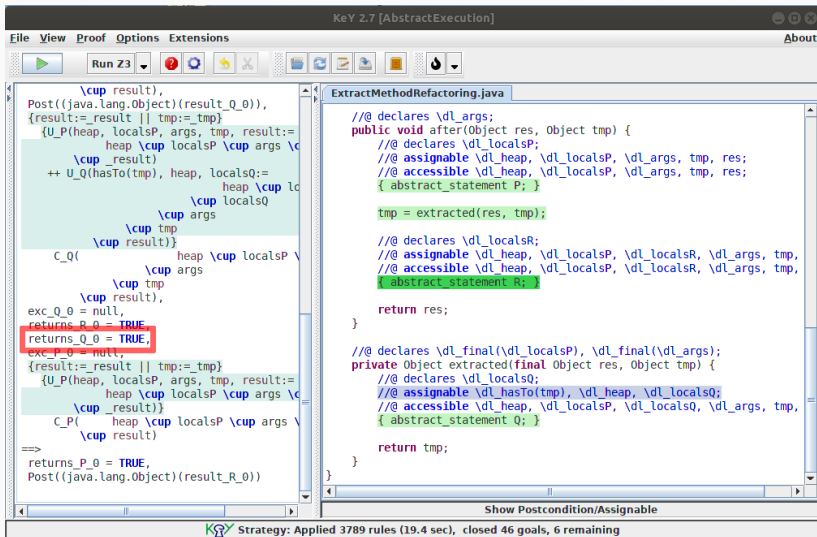 KeY 2.7 [AbstractExecution]
File View Proof Options Extensions About
Run Z3
\cup result),
Post((java.lang.Object)(result_Q_0)),
{result:=_result || tmp:=_tmp}
{U_P(heap, localsP, args, tmp, result:=
heap \cup localsP \cup args \c
\cup _result)
++ U_Q(hasTo(tmp), heap, localsQ:=
heap \cup lo
\cup localsQ
\cup args
\cup tmp
\cup result)}
C_Q( heap \cup localsP \
\cup args
\cup tmp
\cup result),
exc_Q_0 = null,
returns_R_0 = TRUE,
returns_Q_0 = TRUE,
exc_P_0 = null,
{result:=_result || tmp:=_tmp}
{U_P(heap, localsP, args, tmp, result:=
heap \cup localsP \cup args \c
\cup _result)}
C_P( heap \cup localsP \cup args \
\cup result)
==>
returns_P_0 = TRUE,
Post((java.lang.Object)(result_R_0))
ExtractMethodRefactoring.java
//@ declares \dl_args;
public void after(Object res, Object tmp) {
//@ declares \dl_localsP;
//@ assignable \dl_heap, \dl_localsP, \dl_args, tmp, res;
//@ accessible \dl_heap, \dl_localsP, \dl_args, tmp, res;
{ abstract_statement P; }
tmp = extracted(res, tmp);
//@ declares \dl_localsR;
//@ assignable \dl_heap, \dl_localsP, \dl_localsR, \dl_args, tmp,
//@ accessible \dl_heap, \dl_localsP, \dl_localsR, \dl_args, tmp,
{ abstract_statement R; }
return res;
}
//@ declares \dl_final(\dl_localsP), \dl_final(\dl_args);
private Object extracted(final Object res, Object tmp) {
//@ declares \dl_localsQ;
//@ assignable \dl_hasTo(tmp), \dl_heap, \dl_localsQ;
//@ accessible \dl_heap, \dl_localsP, \dl_localsQ, \dl_args, tmp,
{ abstract_statement Q; }
return tmp;
}
}
Show Postcondition/Assignable
KeY Strategy: Applied 3789 rules (19.4 sec), closed 46 goals, 6 remaining